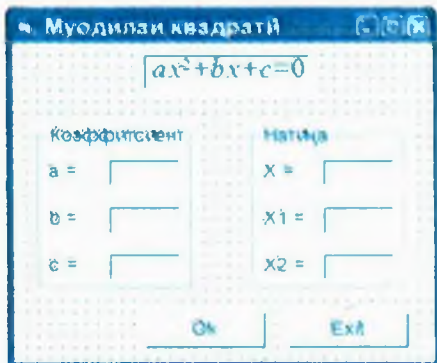 Муодилаи квадратӣ
ax²+bx+c=0
Коэффитсиент
Натиҷа
a =
X =
b =
X1 =
c =
X2 =
Ok
Exit